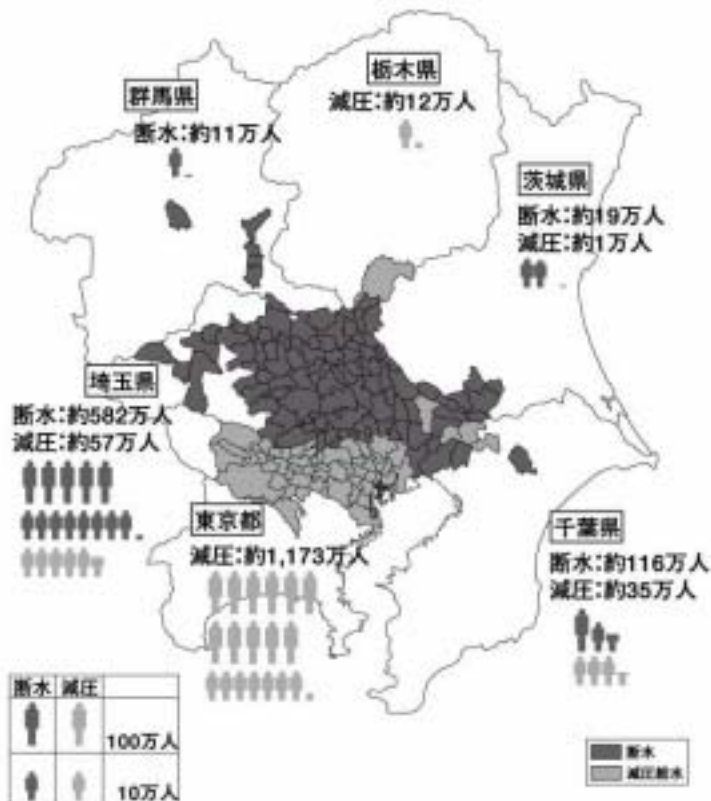 群馬県
断水：約11万人
栃木県
減圧：約12万人
茨城県
断水：約19万人
減圧：約1万人
埼玉県
断水：約582万人
減圧：約57万人
東京都
減圧：約1,173万人
千葉県
断水：約116万人
減圧：約35万人
断水 減圧
100万人
10万人
断水
減圧給水